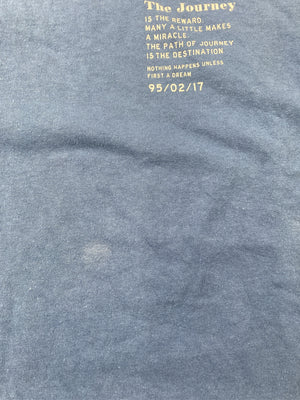 The Journey
IS THE REWARD.
MANY A LITTLE MAKES
A MIRACLE.
THE PATH OF JOURNEY
IS THE DESTINATION
NOTHING HAPPENS UNLESS
FIRST A DREAM
95/02/17